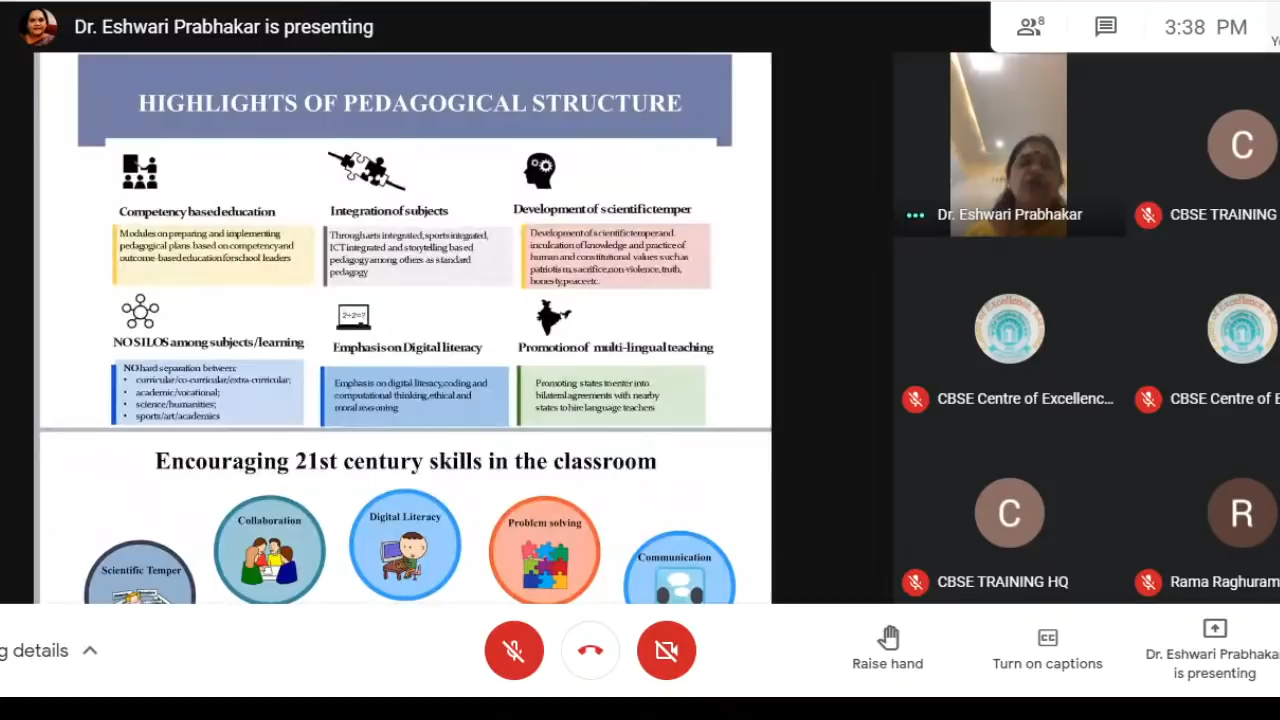 Dr. Eshwari Prabhakar is presenting
8
3:38 PM
HIGHLIGHTS OF PEDAGOGICAL STRUCTURE
Competency based education
Modules on preparing and implementing
pedagogical plans based on competency and
outcome-based education for school leaders
Integration of subjects
Through arts integrated, sports integrated,
ICT integrated and storytelling based
pedagogy among others as standard
pedagogy
Development of scientific temper
Development of scientific temper and
inculcation of knowledge and practice of
human and constitutional values such as
patriotism, sacrifice, non-violence, truth,
honesty, peace etc.
NO SILOS among subjects/learning
NO hard separation between:
• curricular/co-curricular/extra-curricular;
• academic/vocational;
• science/humanities;
• sports/art/academics
2+2=?
Emphasis on Digital literacy
Emphasis on digital literacy, coding and
computational thinking, ethical and
moral reasoning
Promotion of multi-lingual teaching
Promoting states to enter into
bilateral agreements with nearby
states to hire language teachers
Encouraging 21st century skills in the classroom
Scientific Temper
Collaboration
Digital Literacy
Problem solving
Communication
Dr. Eshwari Prabhakar
C
CBSE TRAINING
CBSE Centre of Excellenc...
CBSE Centre of E
C
CBSE TRAINING HQ
R
Rama Raghuram
g details
Raise hand
CC
Turn on captions
Dr. Eshwari Prabhakar
is presenting